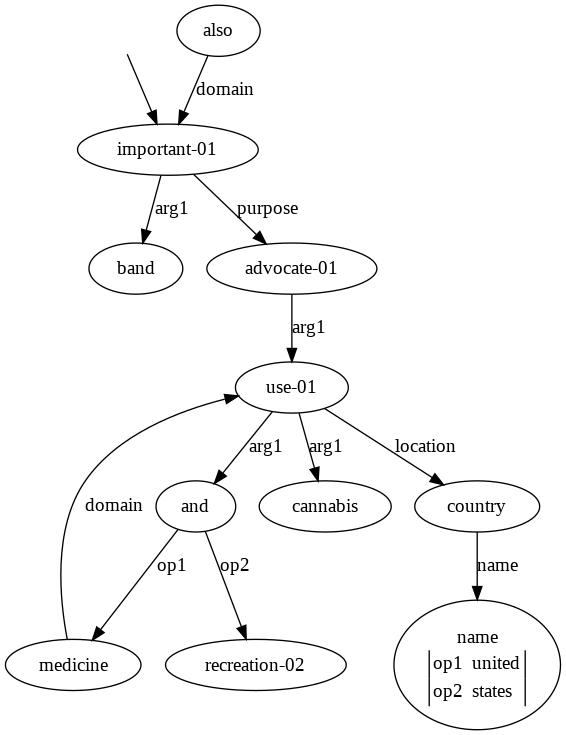 also
domain
important-01
arg1
purpose
band
advocate-01
arg1
use-01
arg1
arg1
location
domain
and
cannabis
country
op1
op2
name
medicine
recreation-02
name
op1 united
op2 states